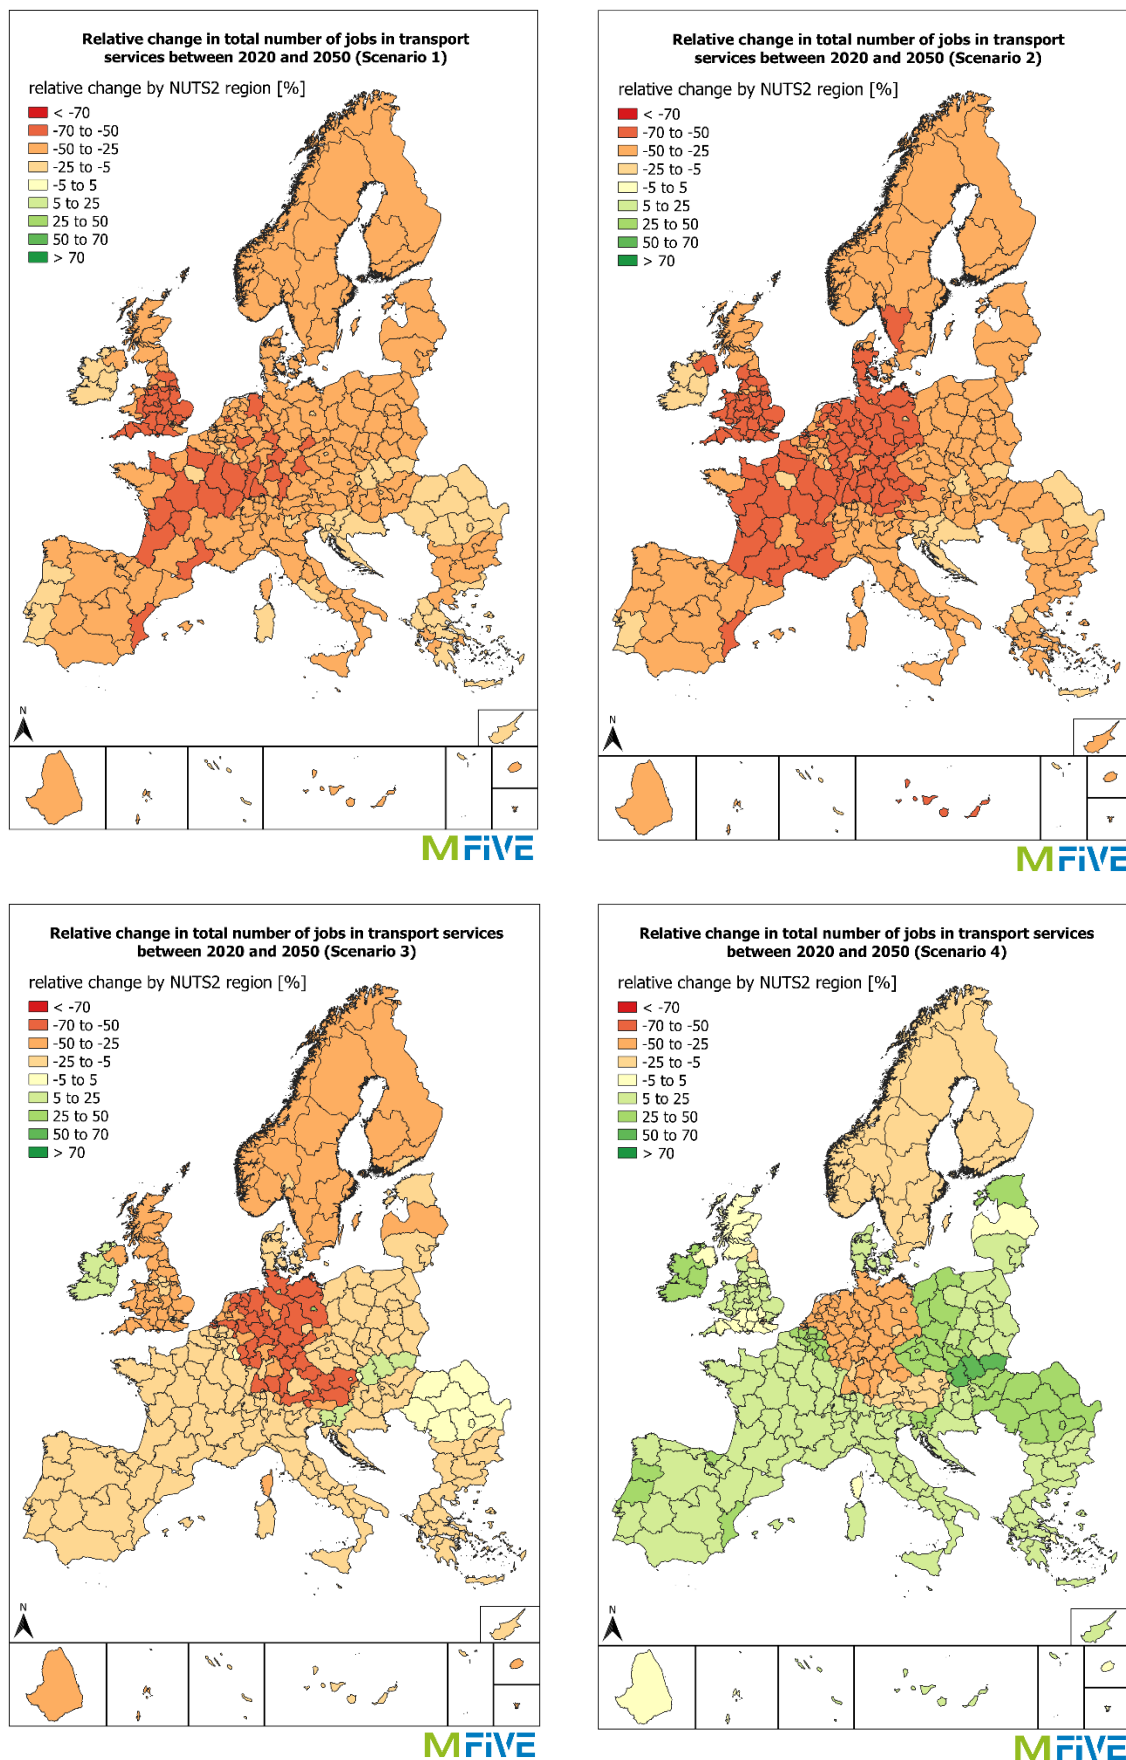 Relative change in total number of jobs in transport
services between 2020 and 2050 (Scenario 1)
relative change by NUTS2 region [%]
< -70
-70 to -50
-50 to -25
-25 to -5
-5 to 5
5 to 25
25 to 50
50 to 70
> 70
N
M FiVE
Relative change in total number of jobs in transport
services between 2020 and 2050 (Scenario 2)
relative change by NUTS2 region [%]
< -70
-70 to -50
-50 to -25
-25 to -5
-5 to 5
5 to 25
25 to 50
50 to 70
> 70
N
M FiVE
Relative change in total number of jobs in transport services
between 2020 and 2050 (Scenario 3)
relative change by NUTS2 region [%]
< -70
-70 to -50
-50 to -25
-25 to -5
-5 to 5
5 to 25
25 to 50
50 to 70
> 70
N
M FiVE
Relative change in total number of jobs in transport services
between 2020 and 2050 (Scenario 4)
relative change by NUTS2 region [%]
< -70
-70 to -50
-50 to -25
-25 to -5
-5 to 5
5 to 25
25 to 50
50 to 70
> 70
N
M FiVE